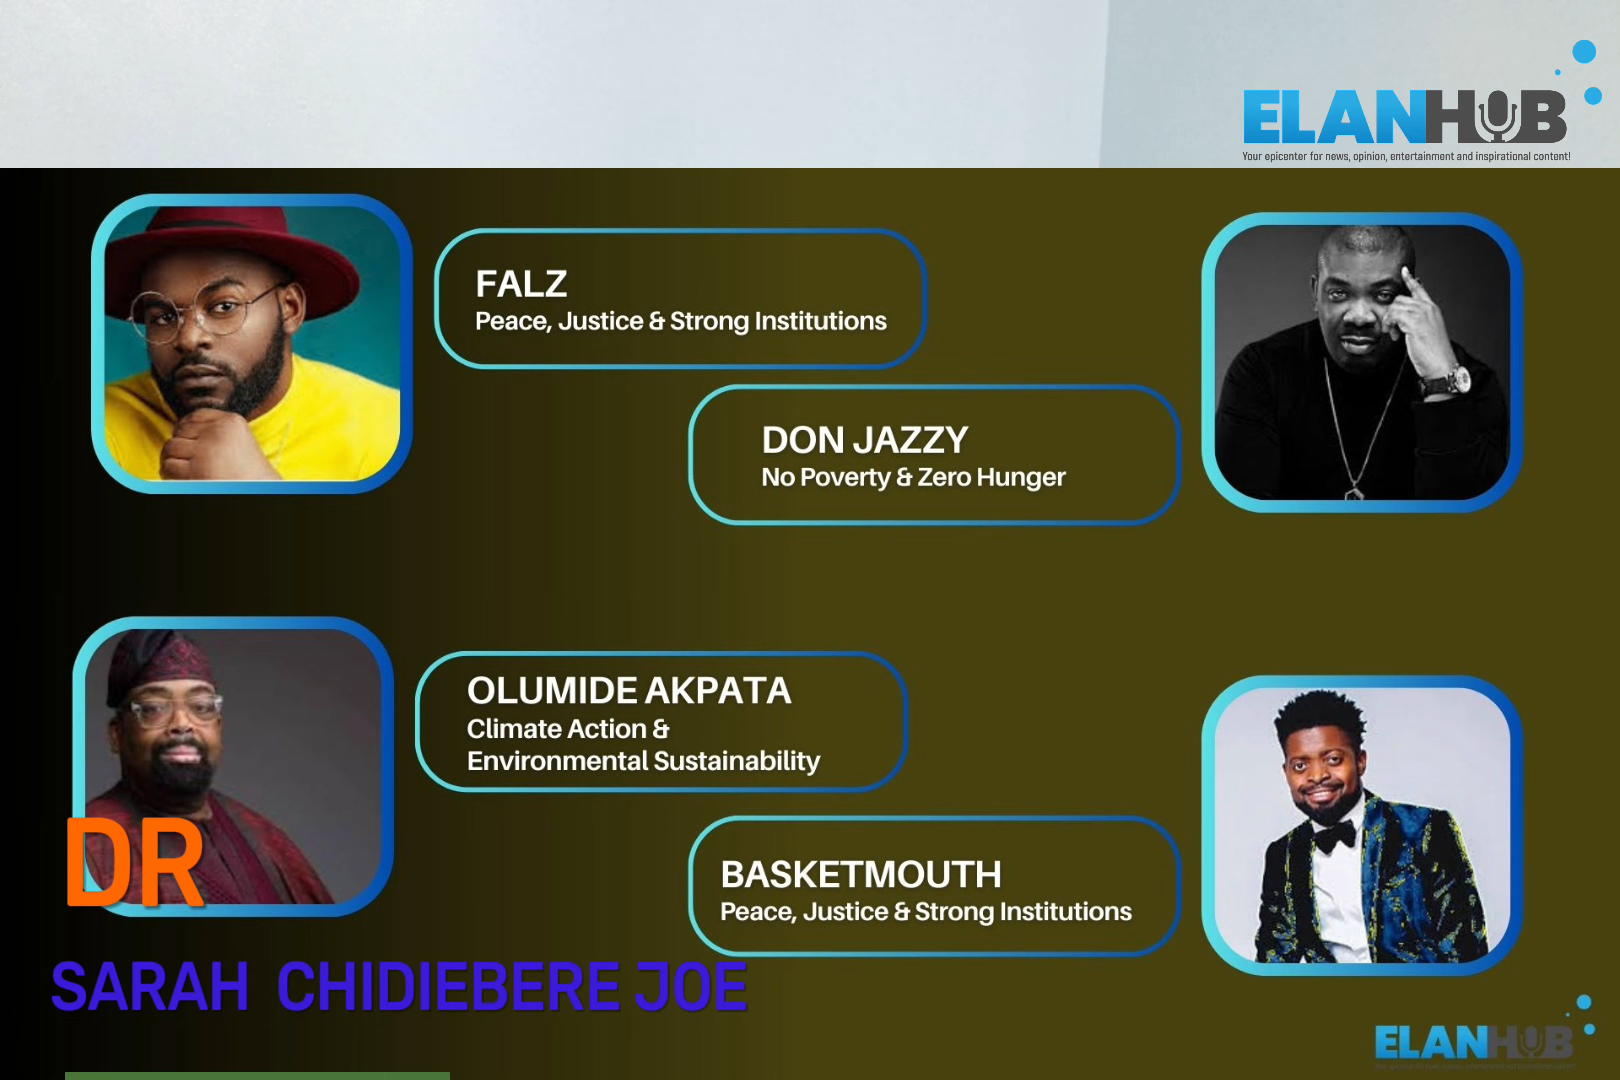 ELANHUB
Your epicenter for news, opinion, entertainment and inspirational content!
FALZ
Peace, Justice & Strong Institutions
DON JAZZY
No Poverty & Zero Hunger
OLUMIDE AKPATA
Climate Action &
Environmental Sustainability
BASKETMOUTH
Peace, Justice & Strong Institutions
DR
SARAH CHIDIEBERE JOE
ELANHUB